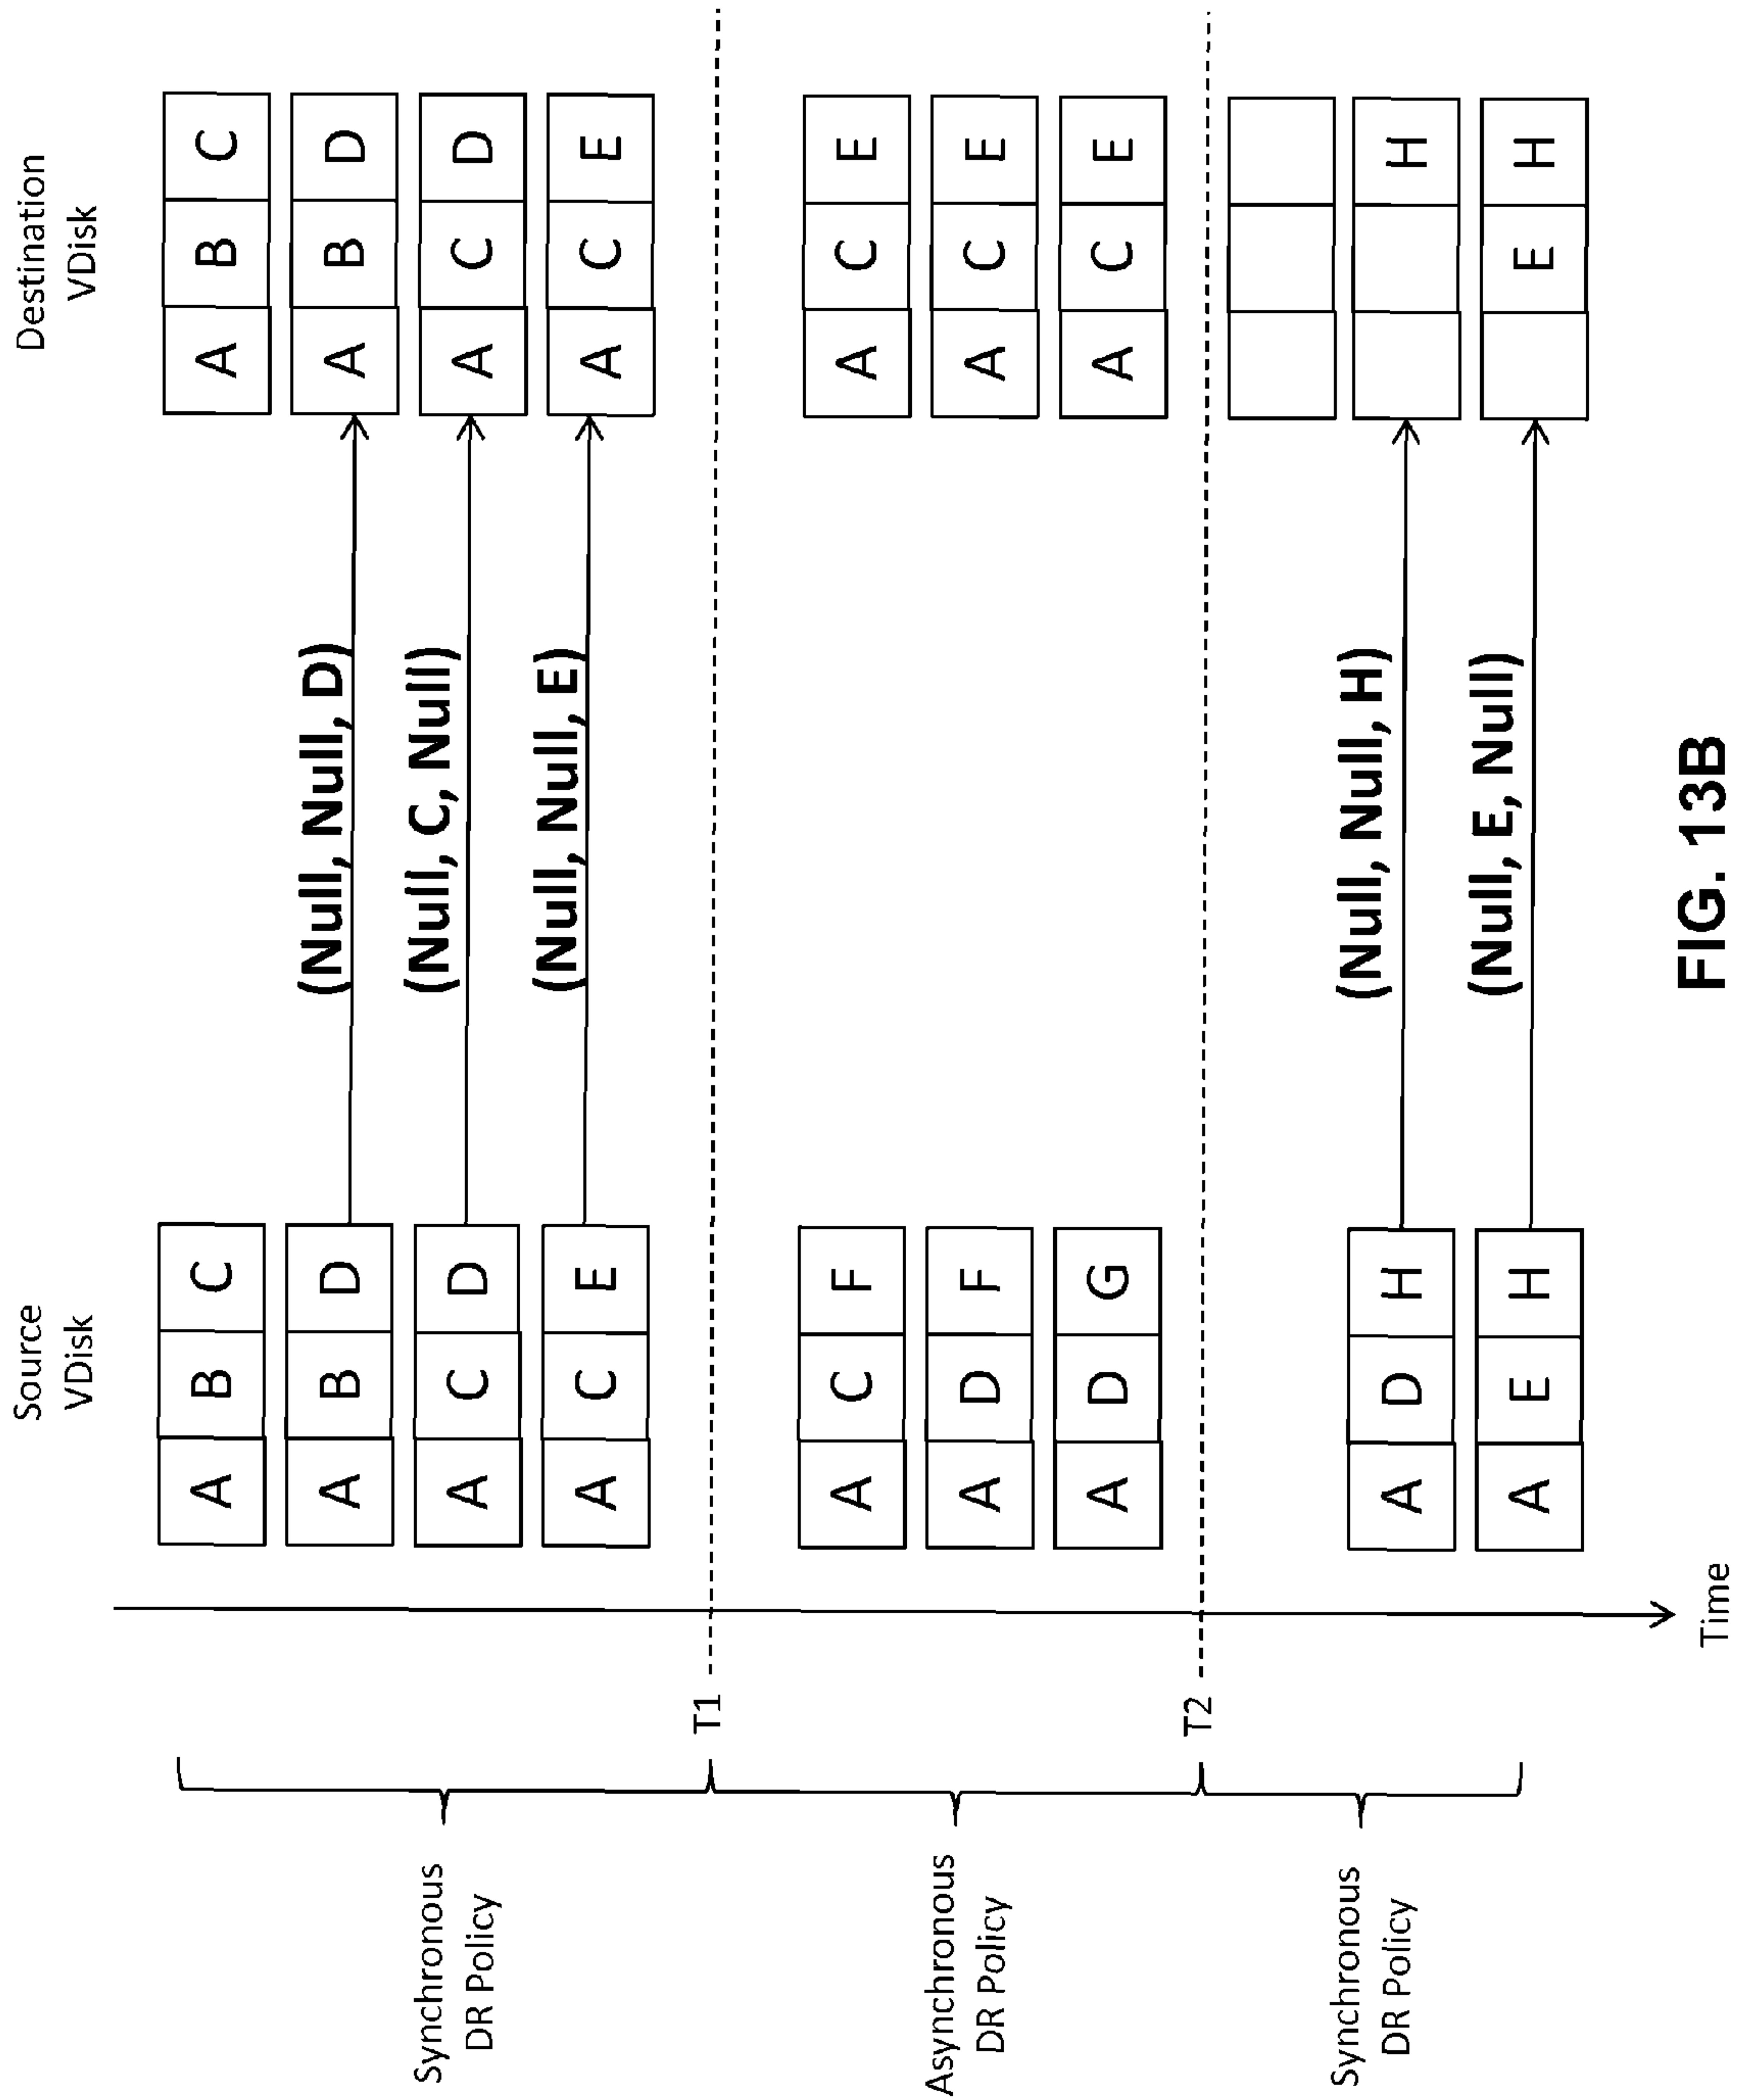 Source
VDisk
Destination
VDisk
Synchronous
DR Policy
A B C
A B C
A B D
(Null, Null, D)
A B D
A C D
(Null, C, Null)
A C D
A C E
(Null, Null, E)
A C E
T1
Asynchronous
DR Policy
A C F
A C E
A D F
A C E
A D G
A C E
T2
Synchronous
DR Policy
A D H
(Null, Null, H)
H
A E H
(Null, E, Null)
E H
Time
FIG. 13B